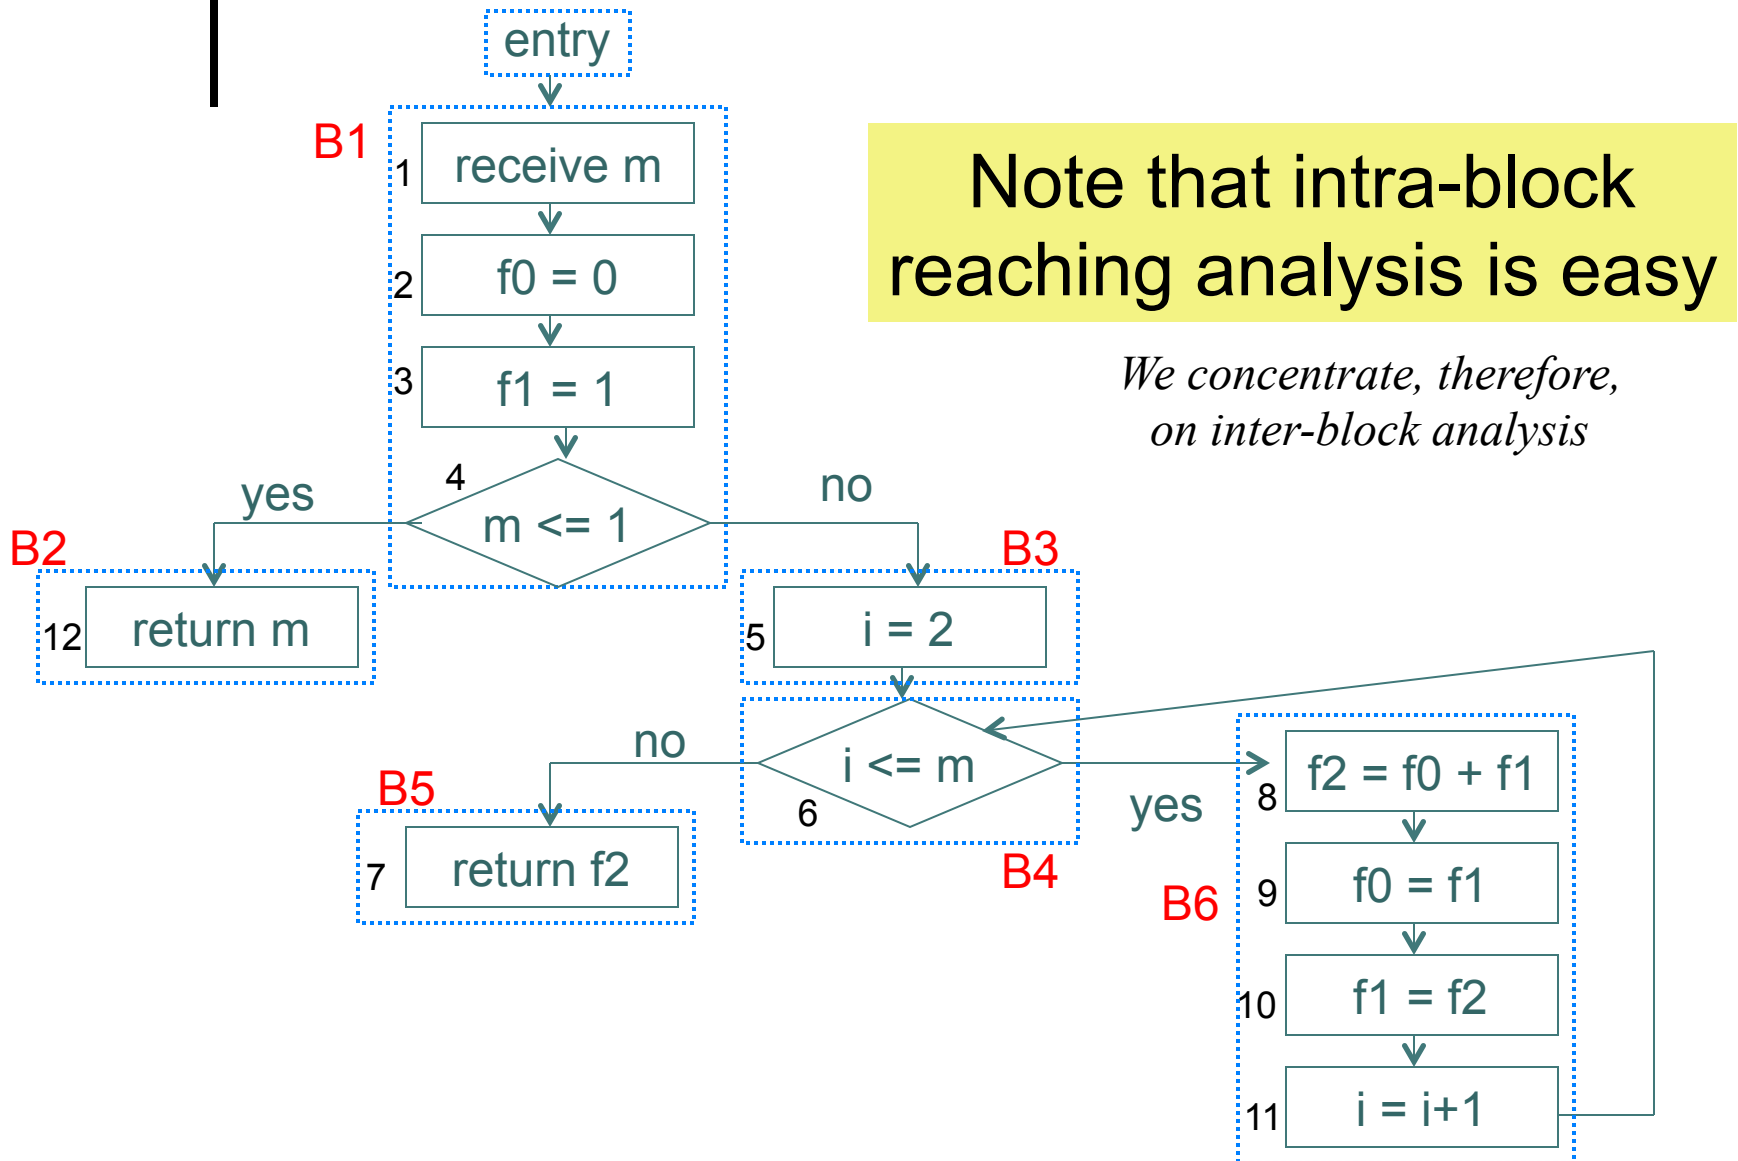 entry
B1
1
receive m
2
f0 = 0
3
f1 = 1
4
m <= 1
yes
no
B2
12
return m
B3
5
i = 2
6
i <= m
B4
no
yes
B5
7
return f2
B6
8
f2 = f0 + f1
9
f0 = f1
10
f1 = f2
11
i = i+1
Note that intra-block
reaching analysis is easy
We concentrate, therefore,
on inter-block analysis